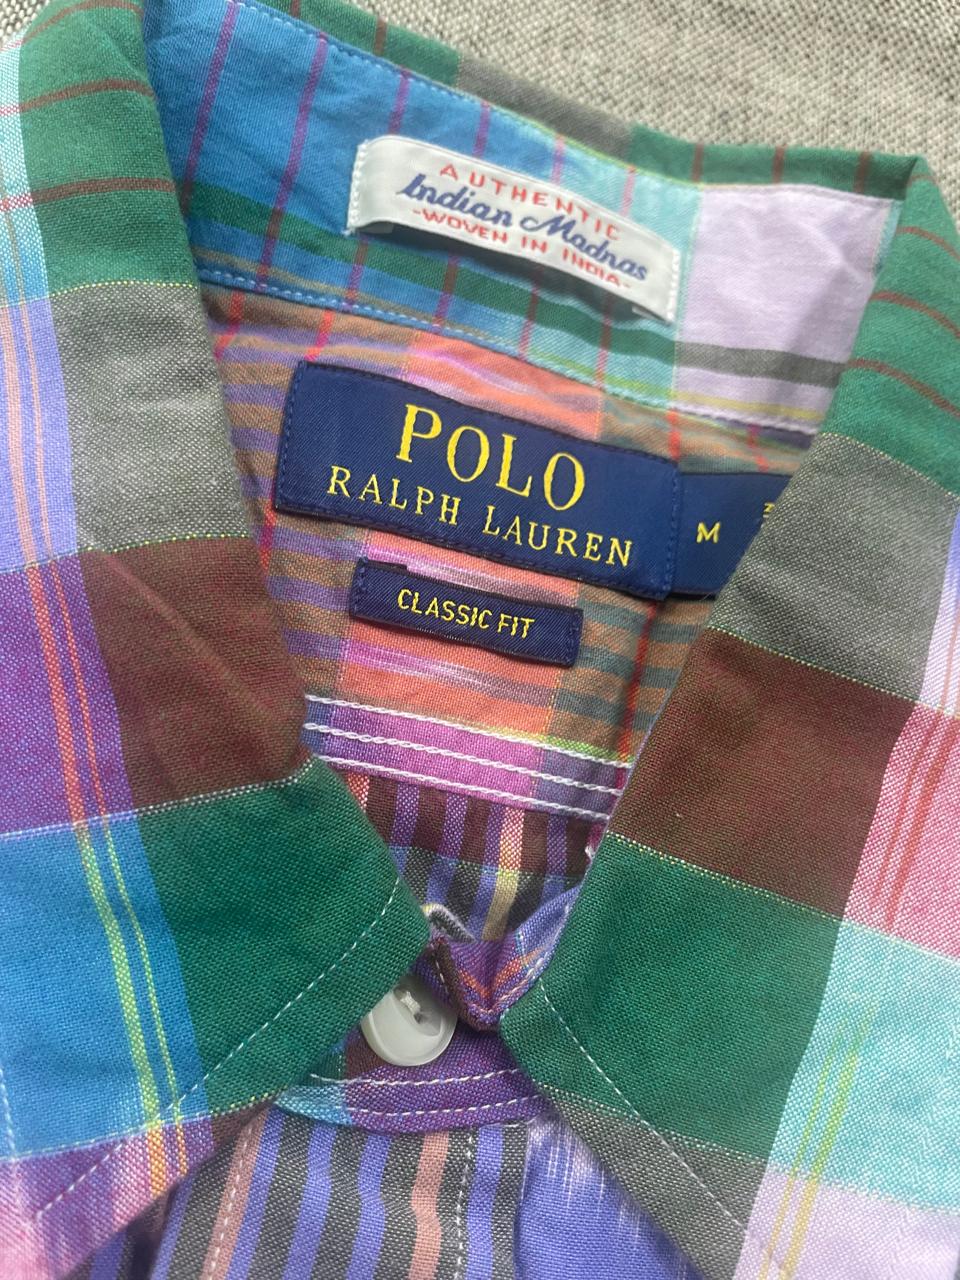 AUTHENTIC
Indian Madras
-WOVEN IN INDIA-
POLO
RALPH LAUREN
M
CLASSIC FIT